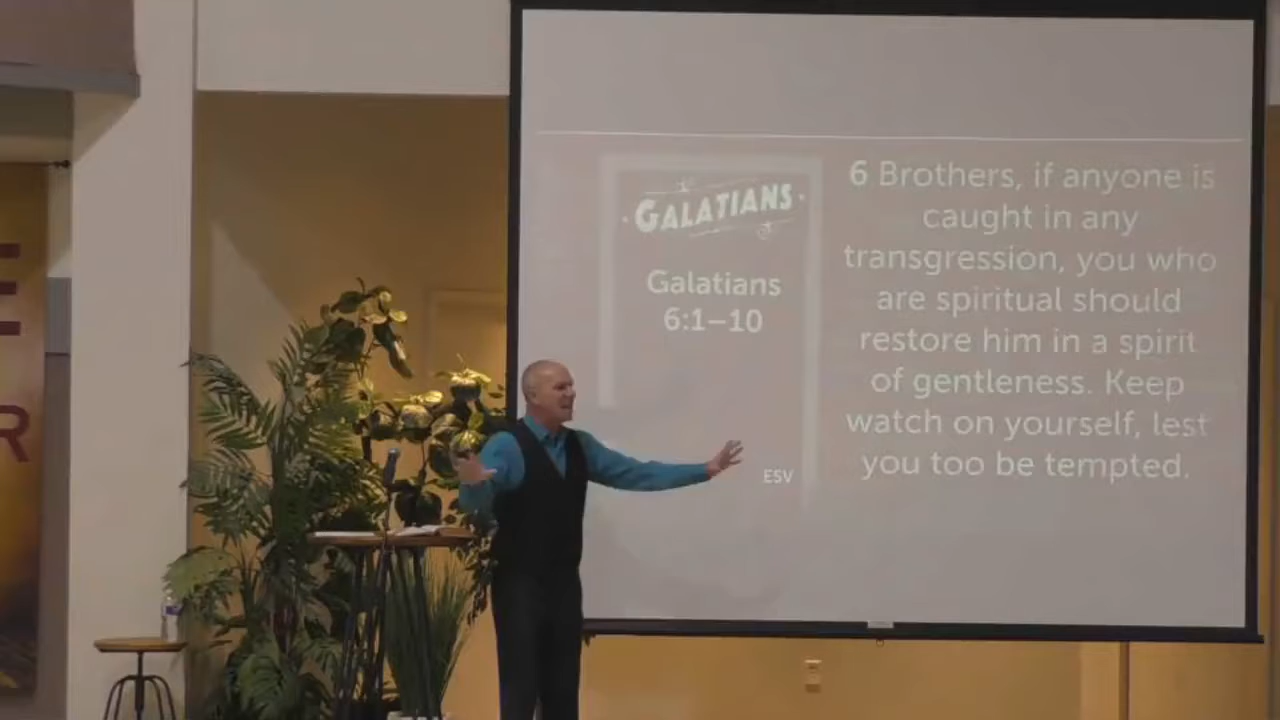 GALATIANS
Galatians
6:1–10
ESV
6 Brothers, if anyone is
caught in any
transgression, you who
are spiritual should
restore him in a spirit
of gentleness. Keep
watch on yourself, lest
you too be tempted.